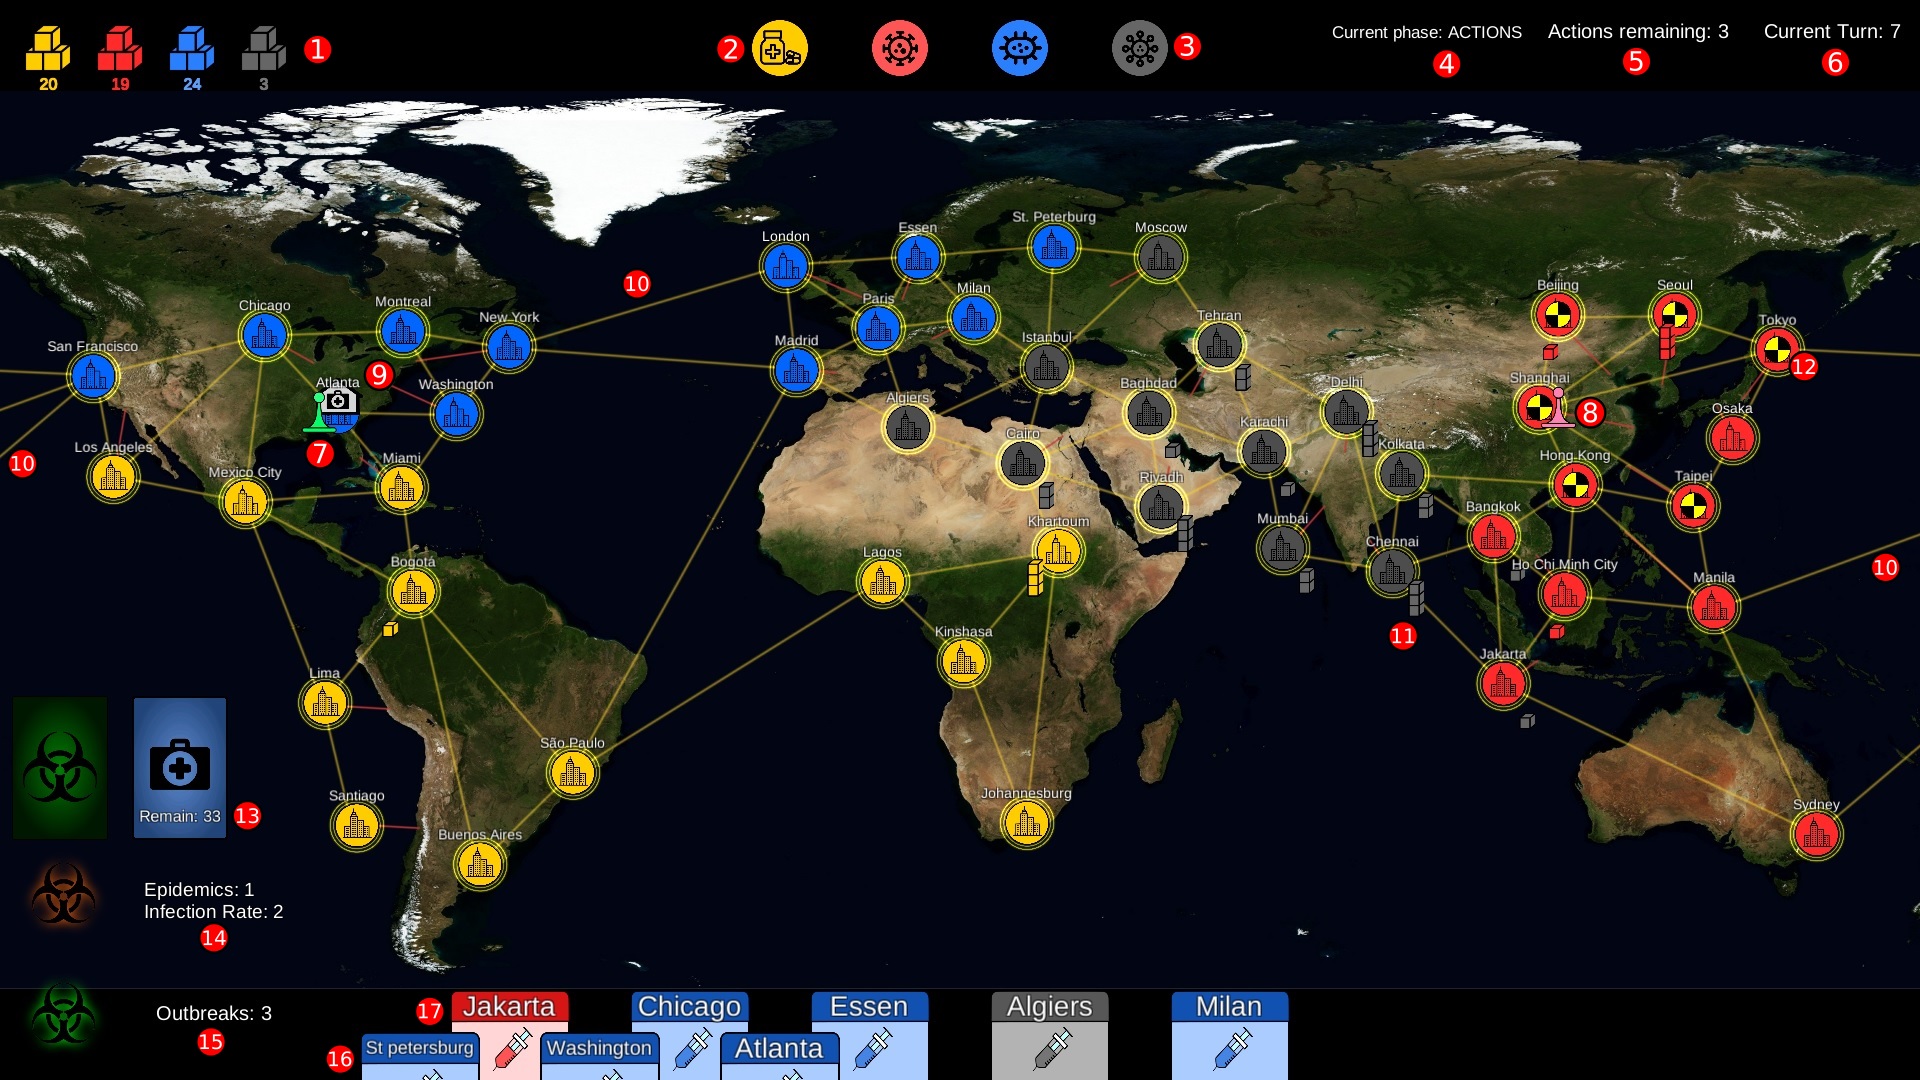 20
19
24
3
1
2
3
Current phase: ACTIONS
4
Actions remaining: 3
5
Current Turn: 7
6
London
Essen
St. Peterburg
Moscow
Beijing
Seoul
Tokyo
12
Chicago
Montreal
New York
10
San Francisco
Paris
Milan
Tehran
Madrid
Istanbul
Atlanta
9
Washington
Algiers
Baghdad
Delhi
Shanghai
8
Osaka
7
10
Los Angeles
Mexico City
Miami
Cairo
Riyadh
Karachi
Kolkata
Hong Kong
Taipei
Bangkok
Khartoum
Mumbai
Chennai
Ho Chi Minh City
Manila
10
Bogotá
Lagos
Kinshasa
11
Jakarta
Lima
São Paulo
Santiago
Buenos Aires
Johannesburg
Sydney
Remain: 33
13
Epidemics: 1
Infection Rate: 2
14
Outbreaks: 3
15
17
Jakarta
Chicago
Essen
Algiers
Milan
16
St petersburg
Washington
Atlanta